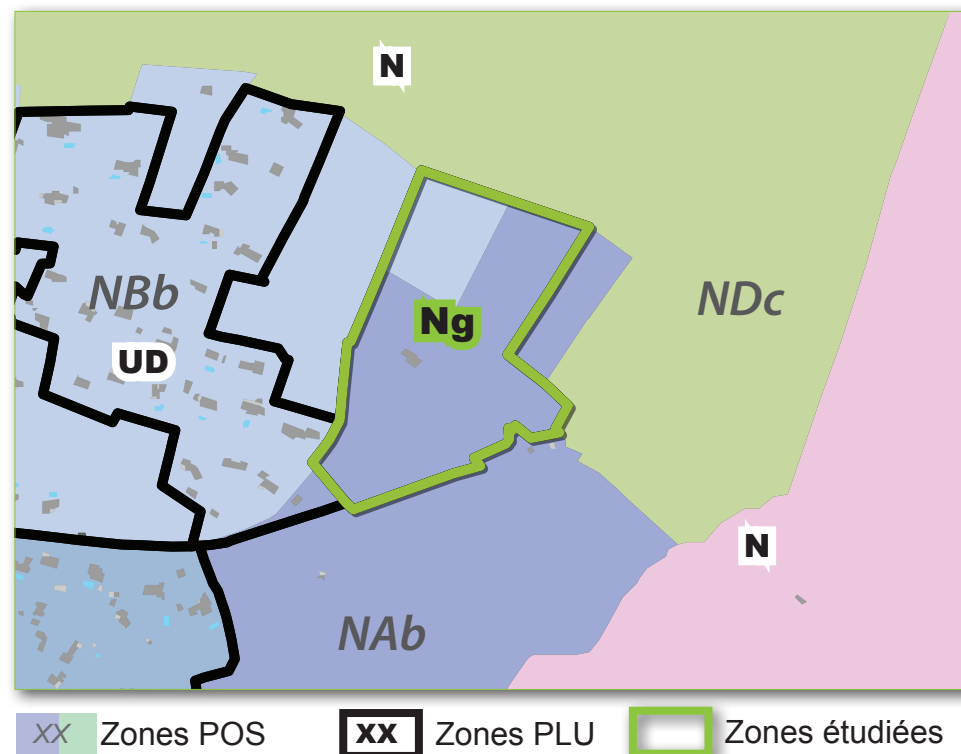 N
NBb
NDc
Ng
UD
N
NAb
XX Zones POS
XX Zones PLU
Zones étudiées